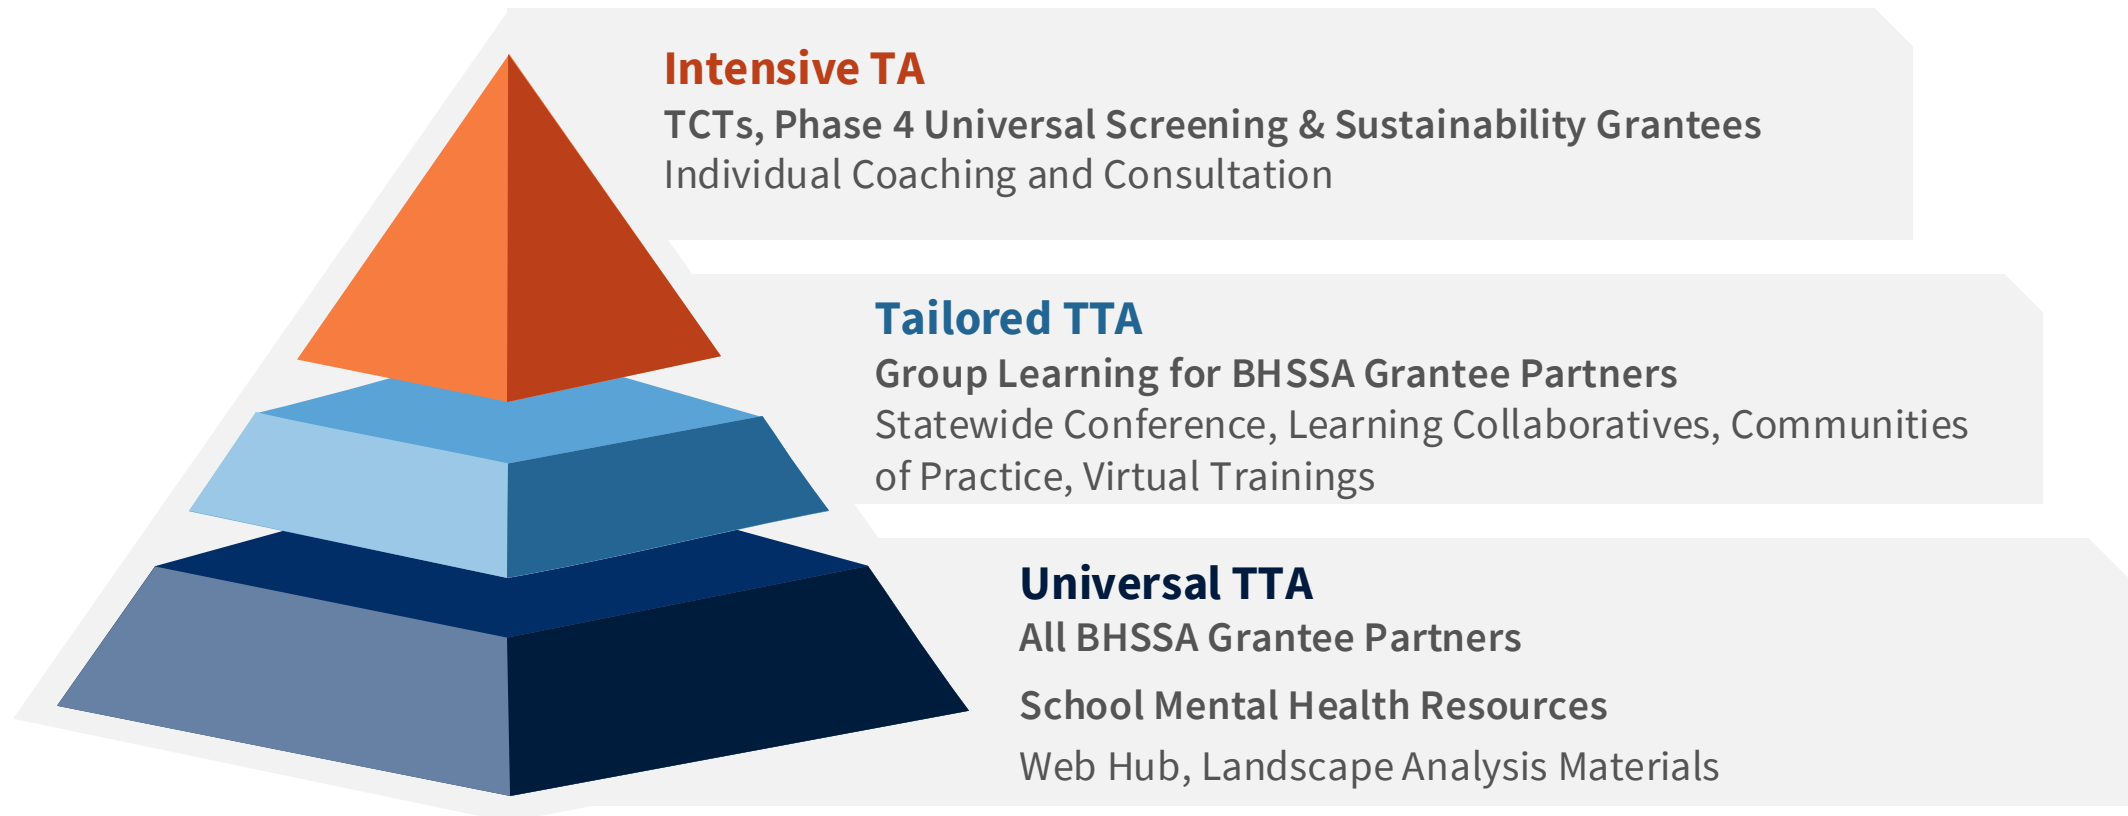 Intensive TA
TCTs, Phase 4 Universal Screening & Sustainability Grantees
Individual Coaching and Consultation
Tailored TTA
Group Learning for BHSSA Grantee Partners
Statewide Conference, Learning Collaboratives, Communities
of Practice, Virtual Trainings
Universal TTA
All BHSSA Grantee Partners
School Mental Health Resources
Web Hub, Landscape Analysis Materials